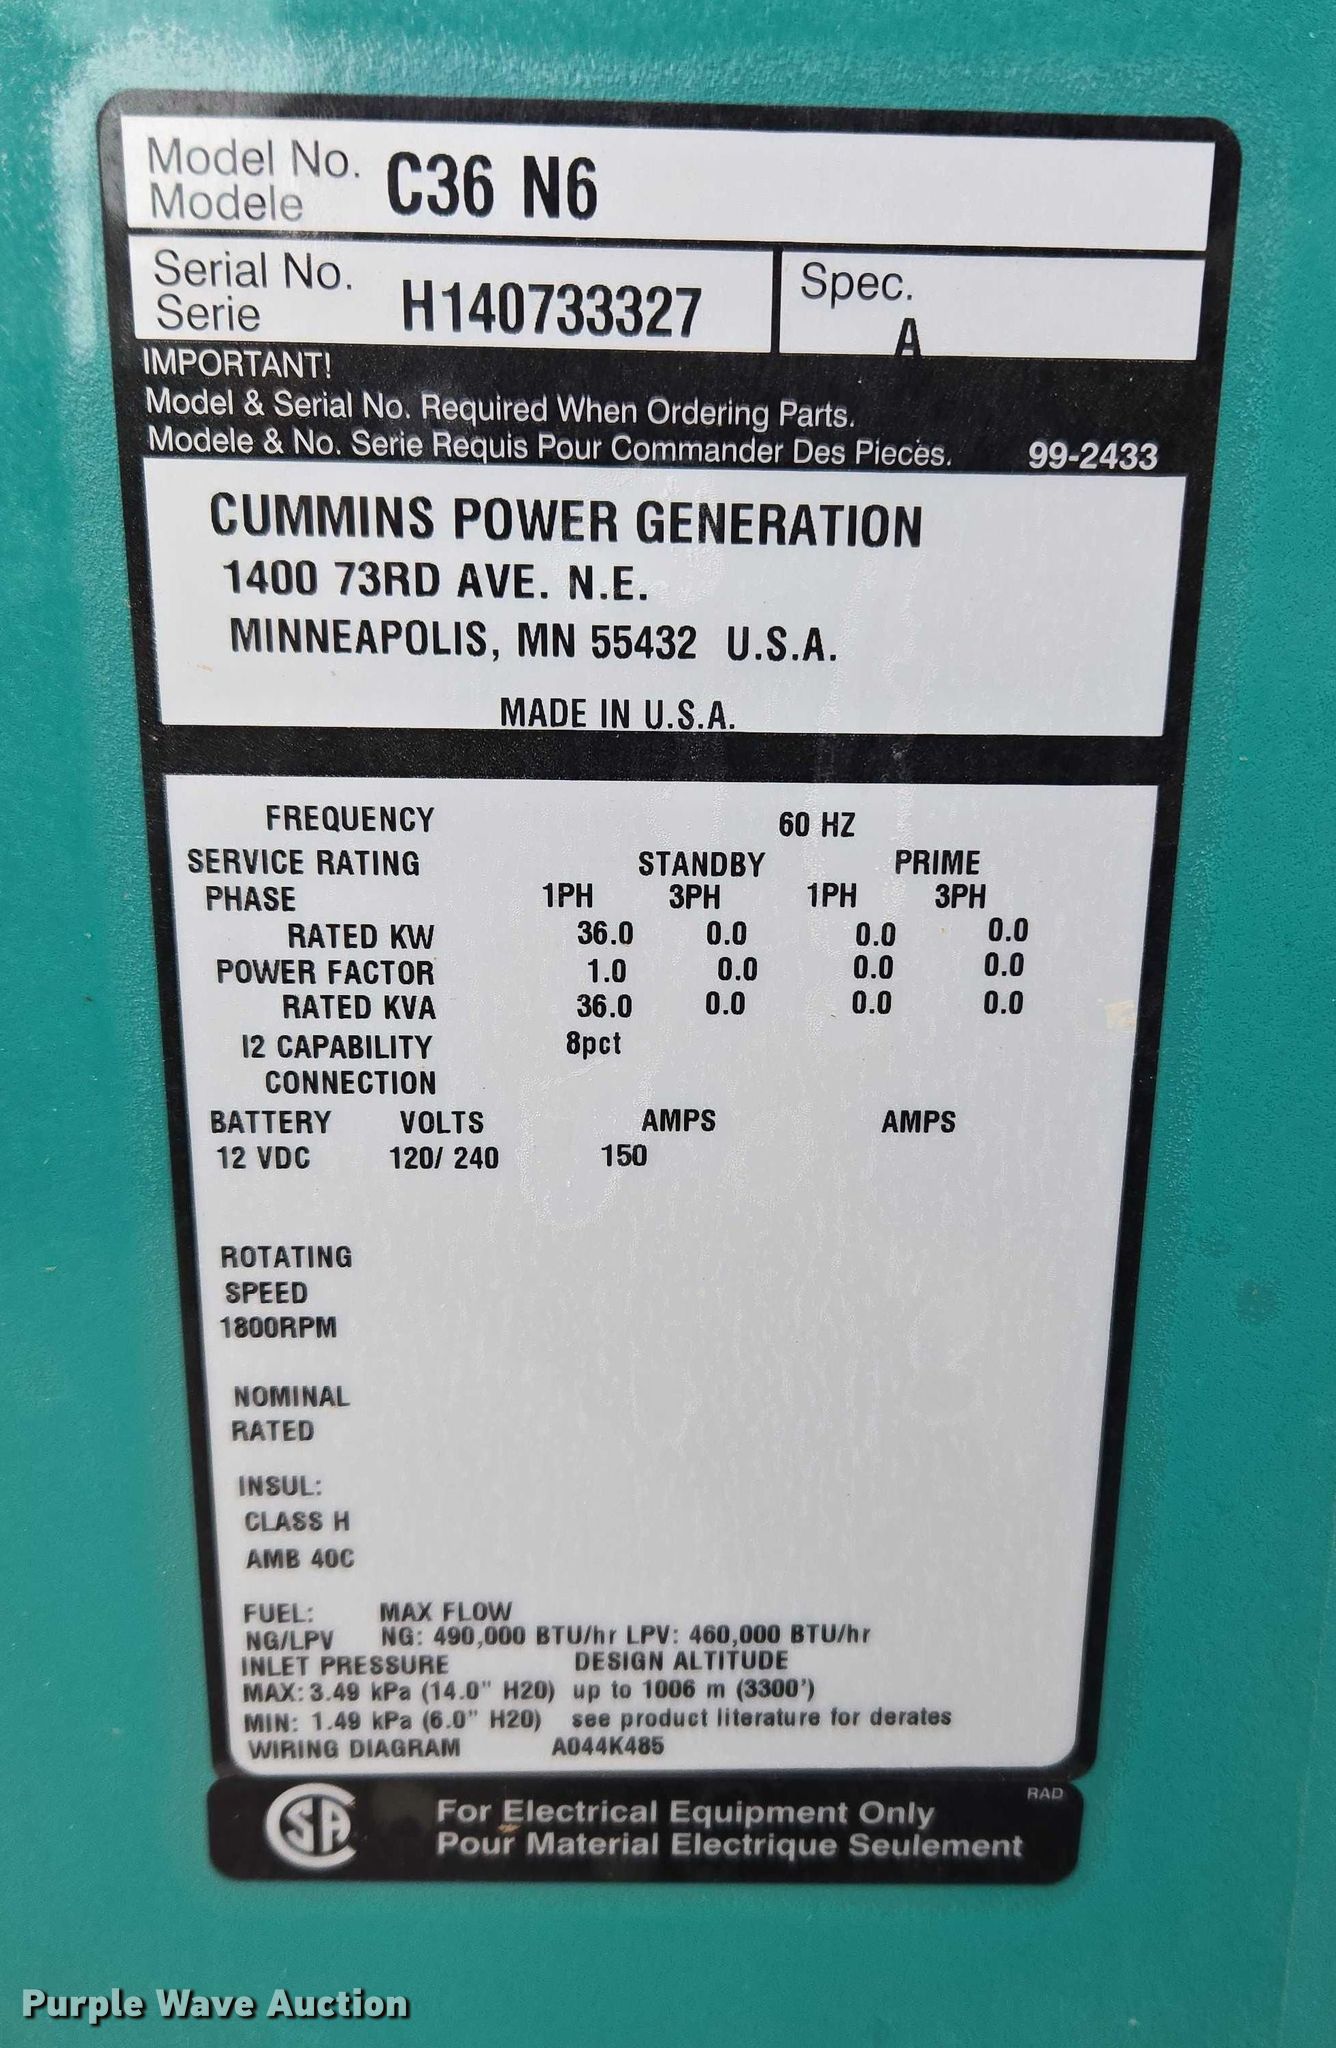 Model No. C36 N6
Modele
Serial No. H140733327 Spec.
Serie A
IMPORTANT!
Model & Serial No. Required When Ordering Parts.
Modele & No. Serie Requis Pour Commander Des Pieces. 99-2433
CUMMINS POWER GENERATION
1400 73RD AVE. N.E.
MINNEAPOLIS, MN 55432 U.S.A.
MADE IN U.S.A.
FREQUENCY 60 HZ
SERVICE RATING STANDBY PRIME
PHASE 1PH 3PH 1PH 3PH
RATED KW 36.0 0.0 0.0 0.0
POWER FACTOR 1.0 0.0 0.0 0.0
RATED KVA 36.0 0.0 0.0 0.0
I2 CAPABILITY 8pct
CONNECTION
BATTERY VOLTS AMPS AMPS
12 VDC 120/ 240 150
ROTATING
SPEED
1800RPM
NOMINAL
RATED
INSUL:
CLASS H
AMB 40C
FUEL: MAX FLOW
NG/LPV NG: 490,000 BTU/hr LPV: 460,000 BTU/hr
INLET PRESSURE DESIGN ALTITUDE
MAX: 3.49 kPa (14.0" H20) up to 1006 m (3300')
MIN: 1.49 kPa (6.0" H20) see product literature for derates
WIRING DIAGRAM A044K485
RAD
CSA For Electrical Equipment Only
Pour Material Electrique Seulement
Purple Wave Auction